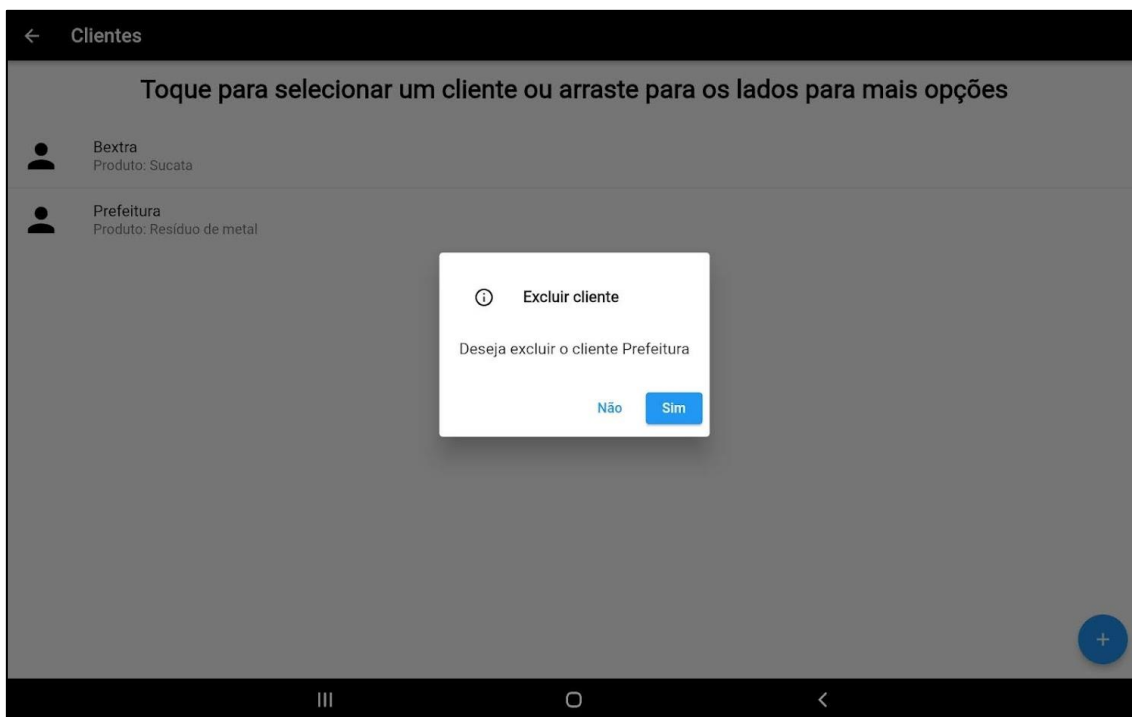 Clientes
Toque para selecionar um cliente ou arraste para os lados para mais opções
Bextra
Produto: Sucata
Prefeitura
Produto: Resíduo de metal
Excluir cliente
Deseja excluir o cliente Prefeitura
Não
Sim